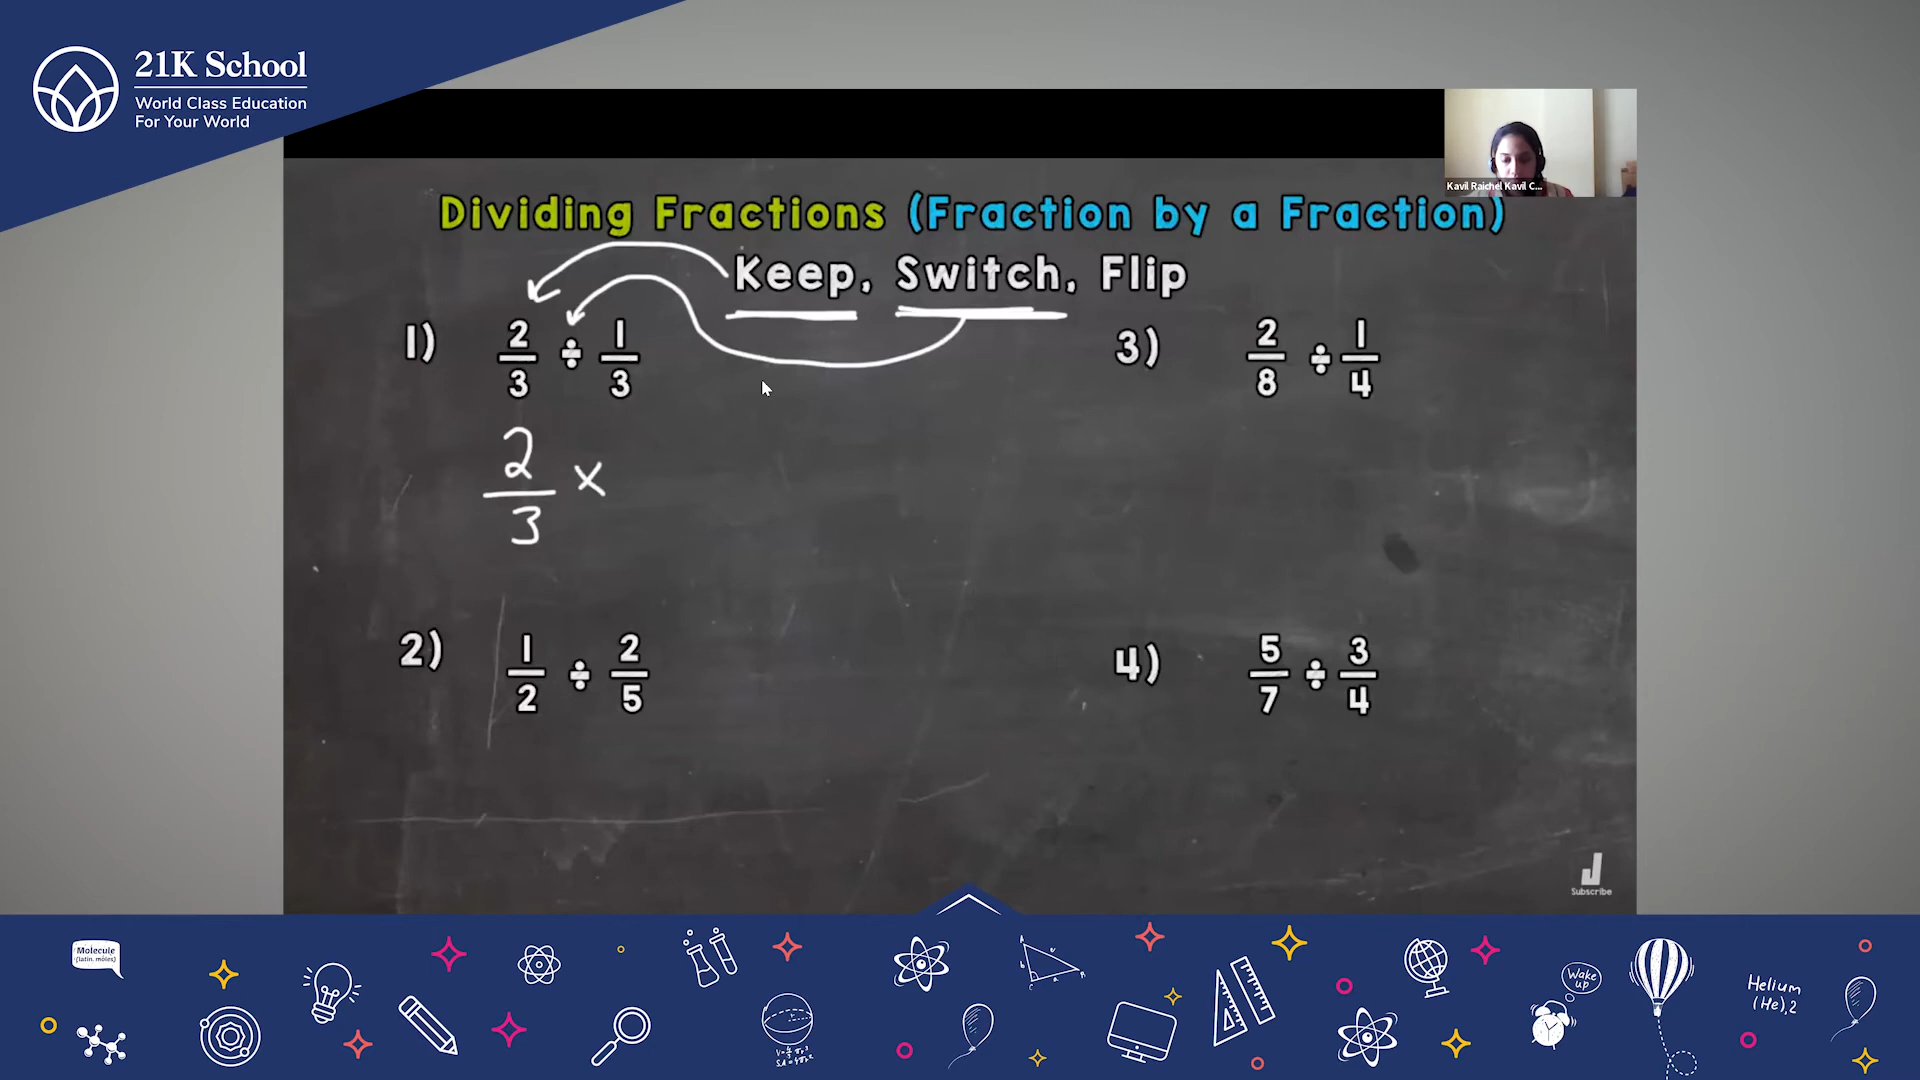 21K School
World Class Education
For Your World
Kavil Raichel Kavil C...
Dividing Fractions (Fraction by a Fraction)
Keep, Switch, Flip
1) 2/3 ÷ 1/3
2/3 ×
2) 1/2 ÷ 2/5
3) 2/8 ÷ 1/4
4) 5/7 ÷ 3/4
J
Subscribe
Molecule
(latin, moles)
Wake
up
Helium
(He),2